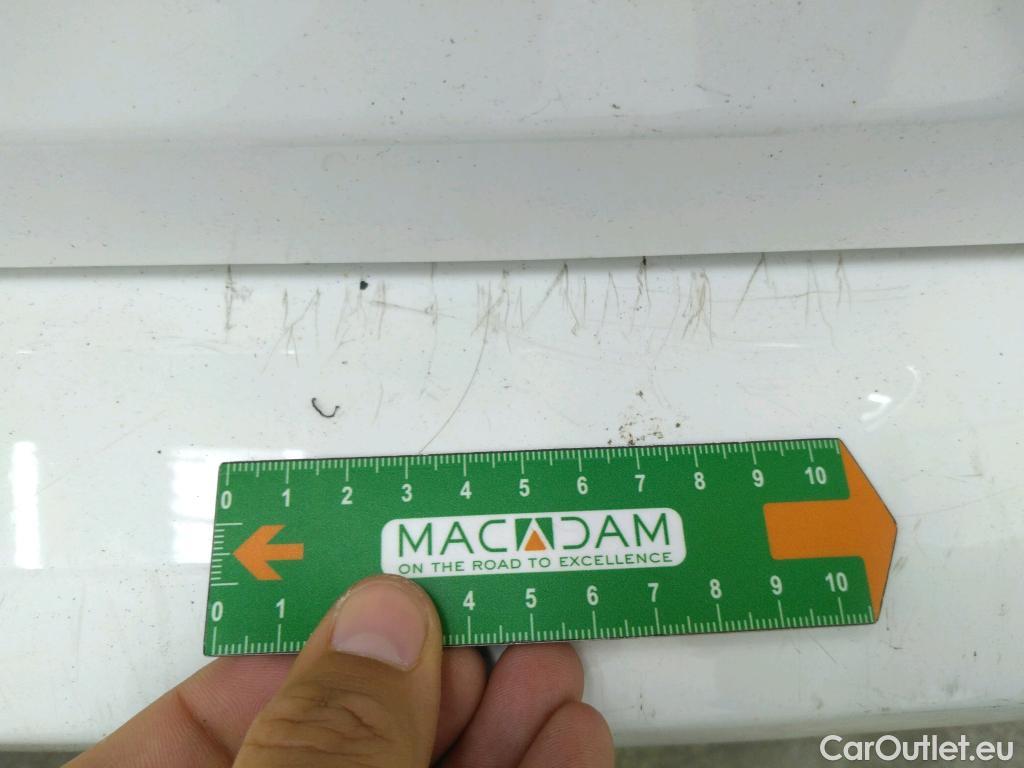 0 1 2 3 4 5 6 7 8 9 10
MACADAM
ON THE ROAD TO EXCELLENCE
0 1 4 5 6 7 8 9 10
CarOutlet.eu